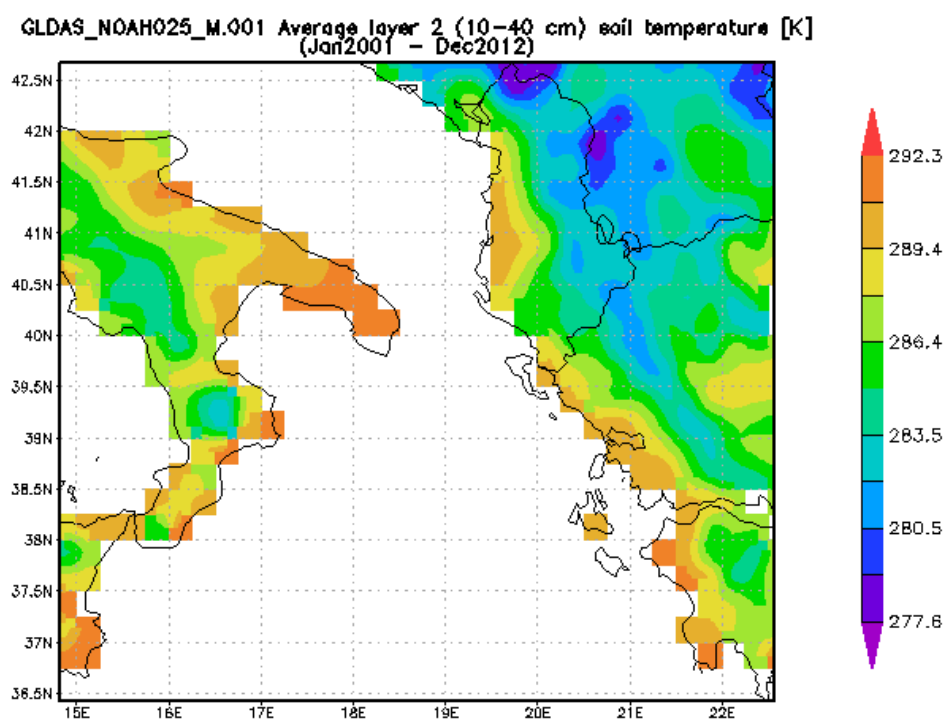 GLDAS_NOAH025_M.001 Average layer 2 (10-40 cm) soil temperature [K]
(Jan2001 - Dec2012)
42.5N
42N
41.5N
41N
40.5N
40N
39.5N
39N
38.5N
38N
37.5N
37N
36.5N
15E 16E 17E 18E 19E 20E 21E 22E
292.3
289.4
286.4
283.5
280.5
277.6